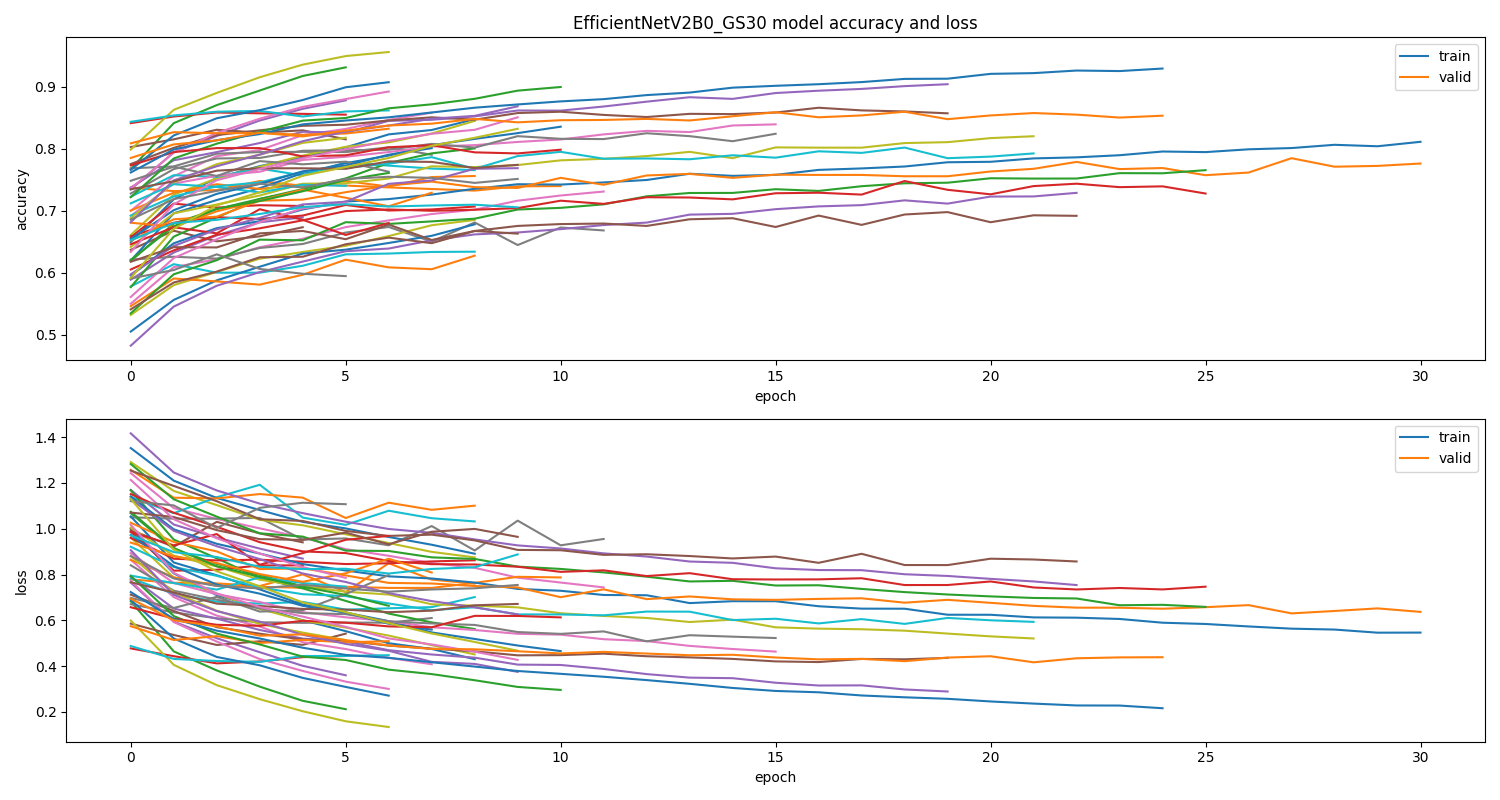 EfficientNetV2B0_GS30 model accuracy and loss
train
valid
accuracy
0.9
0.8
0.7
0.6
0.5
0 5 10 15 20 25 30
epoch
train
valid
loss
1.4
1.2
1.0
0.8
0.6
0.4
0.2
0 5 10 15 20 25 30
epoch